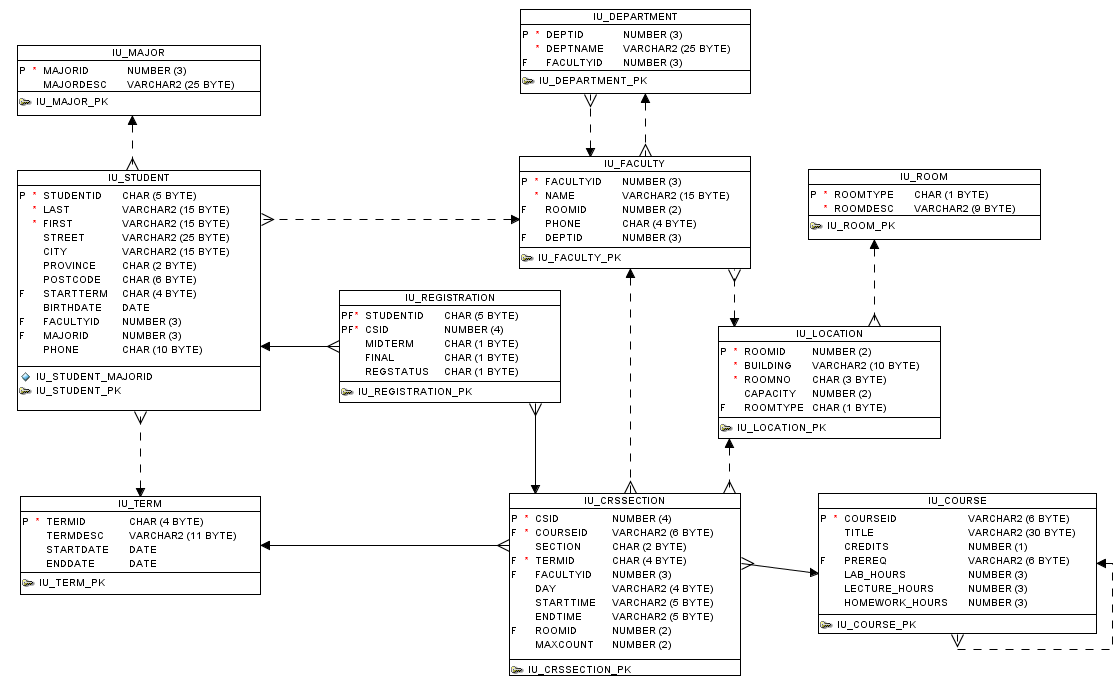 IU_DEPARTMENT
P * DEPTID NUMBER (3)
* DEPTNAME VARCHAR2 (25 BYTE)
F FACULTYID NUMBER (3)
IU_DEPARTMENT_PK
IU_MAJOR
P * MAJORID NUMBER (3)
MAJORDESC VARCHAR2 (25 BYTE)
IU_MAJOR_PK
IU_FACULTY
P * FACULTYID NUMBER (3)
* NAME VARCHAR2 (15 BYTE)
F ROOMID NUMBER (2)
PHONE CHAR (4 BYTE)
F DEPTID NUMBER (3)
IU_FACULTY_PK
IU_ROOM
P * ROOMTYPE CHAR (1 BYTE)
* ROOMDESC VARCHAR2 (9 BYTE)
IU_ROOM_PK
IU_STUDENT
P * STUDENTID CHAR (5 BYTE)
* LAST VARCHAR2 (15 BYTE)
* FIRST VARCHAR2 (15 BYTE)
STREET VARCHAR2 (25 BYTE)
CITY VARCHAR2 (15 BYTE)
PROVINCE CHAR (2 BYTE)
POSTCODE CHAR (6 BYTE)
F STARTTERM CHAR (4 BYTE)
BIRTHDATE DATE
F FACULTYID NUMBER (3)
F MAJORID NUMBER (3)
PHONE CHAR (10 BYTE)
IU_STUDENT_MAJORID
IU_STUDENT_PK
IU_REGISTRATION
PF* STUDENTID CHAR (5 BYTE)
PF* CSID NUMBER (4)
MIDTERM CHAR (1 BYTE)
FINAL CHAR (1 BYTE)
REGSTATUS CHAR (1 BYTE)
IU_REGISTRATION_PK
IU_LOCATION
P * ROOMID NUMBER (2)
* BUILDING VARCHAR2 (10 BYTE)
* ROOMNO CHAR (3 BYTE)
CAPACITY NUMBER (2)
F ROOMTYPE CHAR (1 BYTE)
IU_LOCATION_PK
IU_TERM
P * TERMID CHAR (4 BYTE)
TERMDESC VARCHAR2 (11 BYTE)
STARTDATE DATE
ENDDATE DATE
IU_TERM_PK
IU_CRSSECTION
P * CSID NUMBER (4)
F * COURSEID VARCHAR2 (6 BYTE)
SECTION CHAR (2 BYTE)
F * TERMID CHAR (4 BYTE)
F FACULTYID NUMBER (3)
DAY VARCHAR2 (4 BYTE)
STARTTIME VARCHAR2 (5 BYTE)
ENDTIME VARCHAR2 (5 BYTE)
F ROOMID NUMBER (2)
MAXCOUNT NUMBER (2)
IU_CRSSECTION_PK
IU_COURSE
P * COURSEID VARCHAR2 (6 BYTE)
TITLE VARCHAR2 (30 BYTE)
CREDITS NUMBER (1)
F PREREQ VARCHAR2 (6 BYTE)
LAB_HOURS NUMBER (3)
LECTURE_HOURS NUMBER (3)
HOMEWORK_HOURS NUMBER (3)
IU_COURSE_PK